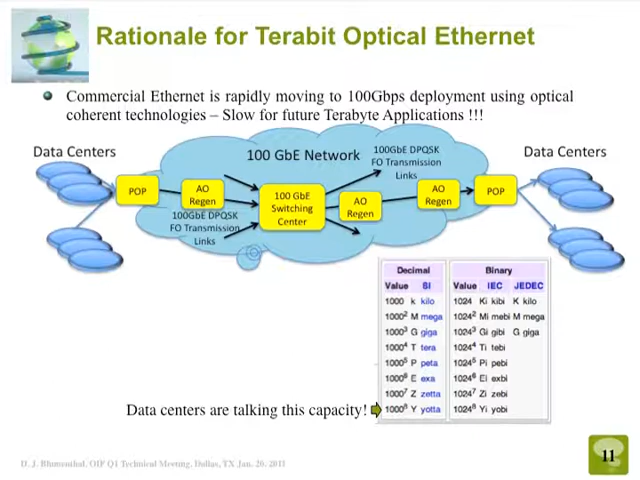 Rationale for Terabit Optical Ethernet
Commercial Ethernet is rapidly moving to 100Gbps deployment using optical
coherent technologies – Slow for future Terabyte Applications !!!
Data Centers
100 GbE Network
100GbE DPQSK
FO Transmission
Links
Data Centers
POP
AO
Regen
100 GbE
Switching
Center
AO
Regen
AO
Regen
POP
100GbE DPQSK
FO Transmission
Links
Decimal
Value SI
1000 k kilo
1000² M mega
1000³ G giga
1000⁴ T tera
1000⁵ P peta
1000⁶ E exa
1000⁷ Z zetta
1000⁸ Y yotta
Binary
Value IEC JEDEC
1024 Ki kibi K kilo
1024² Mi mebi M mega
1024³ Gi gibi G giga
1024⁴ Ti tebi
1024⁵ Pi pebi
1024⁶ Ei exbi
1024⁷ Zi zebi
1024⁸ Yi yobi
Data centers are talking this capacity!
D. J. Blumenthal, OIF Q1 Technical Meeting, Dallas, TX Jan. 26. 2011
11